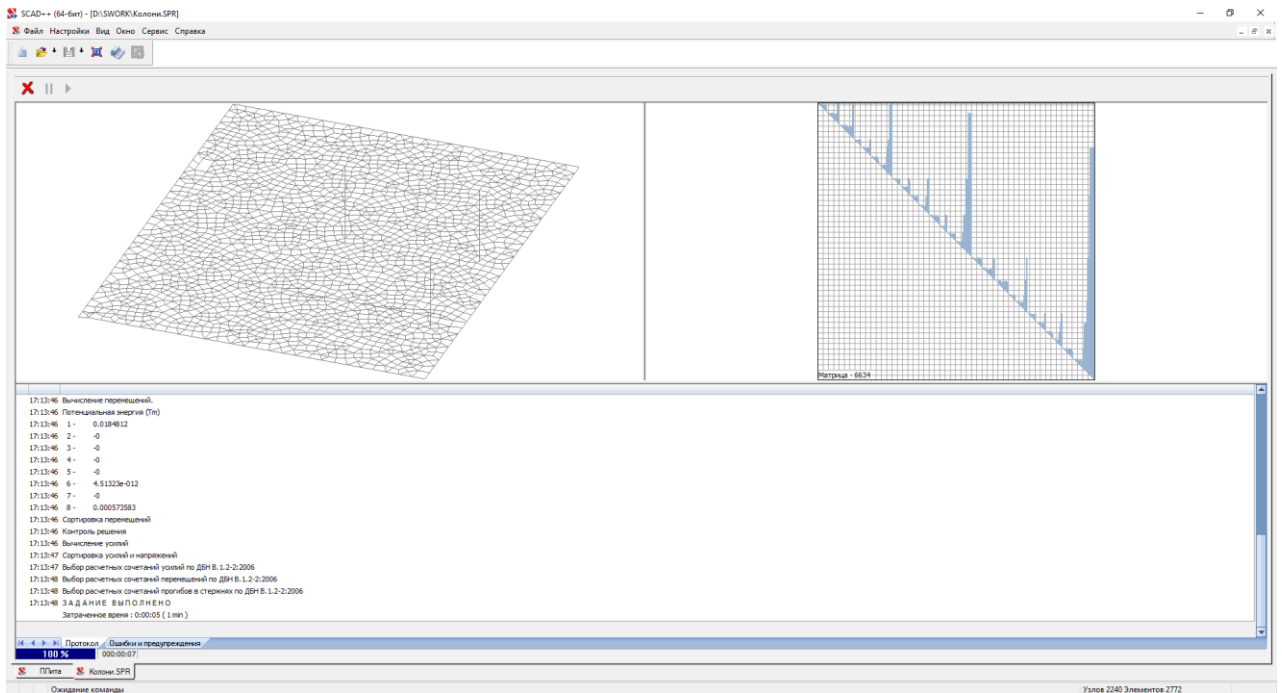 SCAD++ (64-бит) - [D:\SWORK\Колони.SPR]
Файл Настройки Вид Окно Сервис Справка
Матрица - 6634
17:13:46 Вычисление перемещений.
17:13:46 Потенциальная энергия (Tm)
17:13:46 1 - 0.0184812
17:13:46 2 - -0
17:13:46 3 - -0
17:13:46 4 - -0
17:13:46 5 - -0
17:13:46 6 - 4.51323e-012
17:13:46 7 - -0
17:13:46 8 - 0.000573583
17:13:46 Сортировка перемещений
17:13:46 Контроль решения
17:13:46 Вычисление усилий
17:13:47 Сортировка усилий и напряжений
17:13:47 Выбор расчетных сочетаний усилий по ДБН В.1.2-2:2006
17:13:48 Выбор расчетных сочетаний перемещений по ДБН В.1.2-2:2006
17:13:48 Выбор расчетных сочетаний прогибов в стержнях по ДБН В.1.2-2:2006
17:13:48 З А Д А Н И Е В Ы П О Л Н Е Н О
Затраченное время : 0:00:05 ( 1 min )
Протокол Ошибки и предупреждения
100 % 000:00:07
ППита Колони.SPR
Ожидание команды Узлов 2240 Элементов 2772